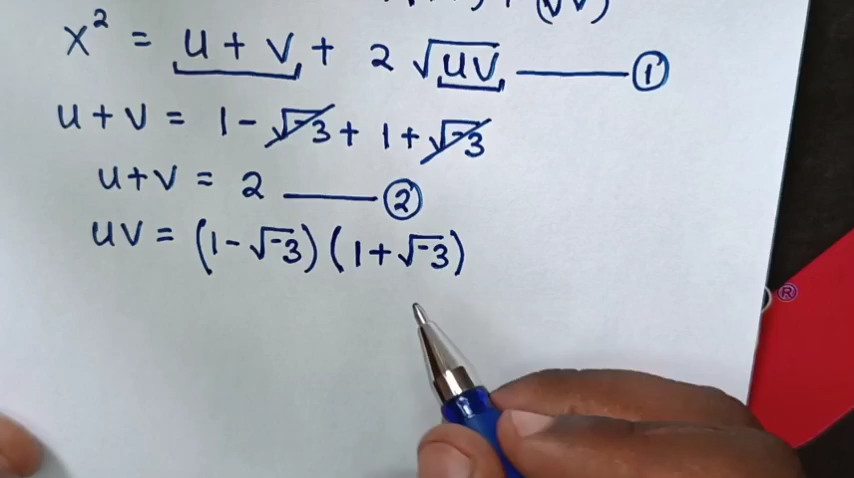 x² = u + v + 2 √uv ——— ①
u + v = 1 - √-3 + 1 + √-3
u+v = 2 ——— ②
uv = (1-√-3)(1+√-3)
®